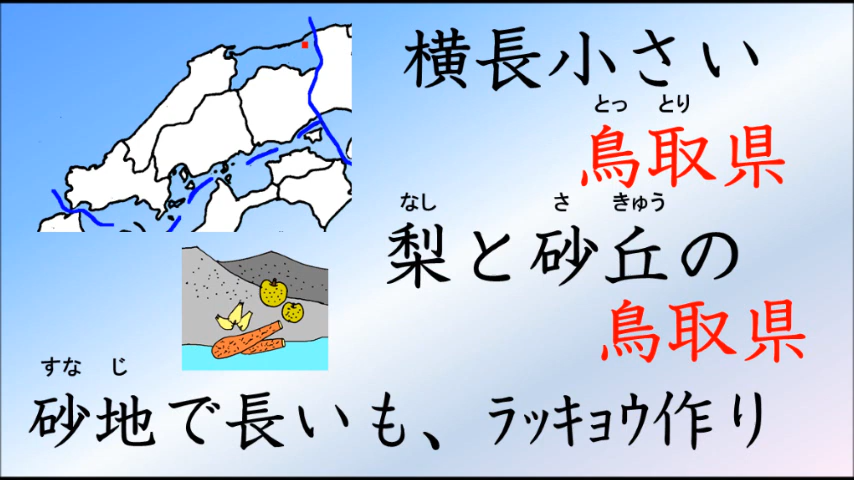 横長小さい
とっ とり
鳥取県
なし さ きゅう
梨と砂丘の
鳥取県
すな じ
砂地で長いも、ﾗｯｷｮｳ作り